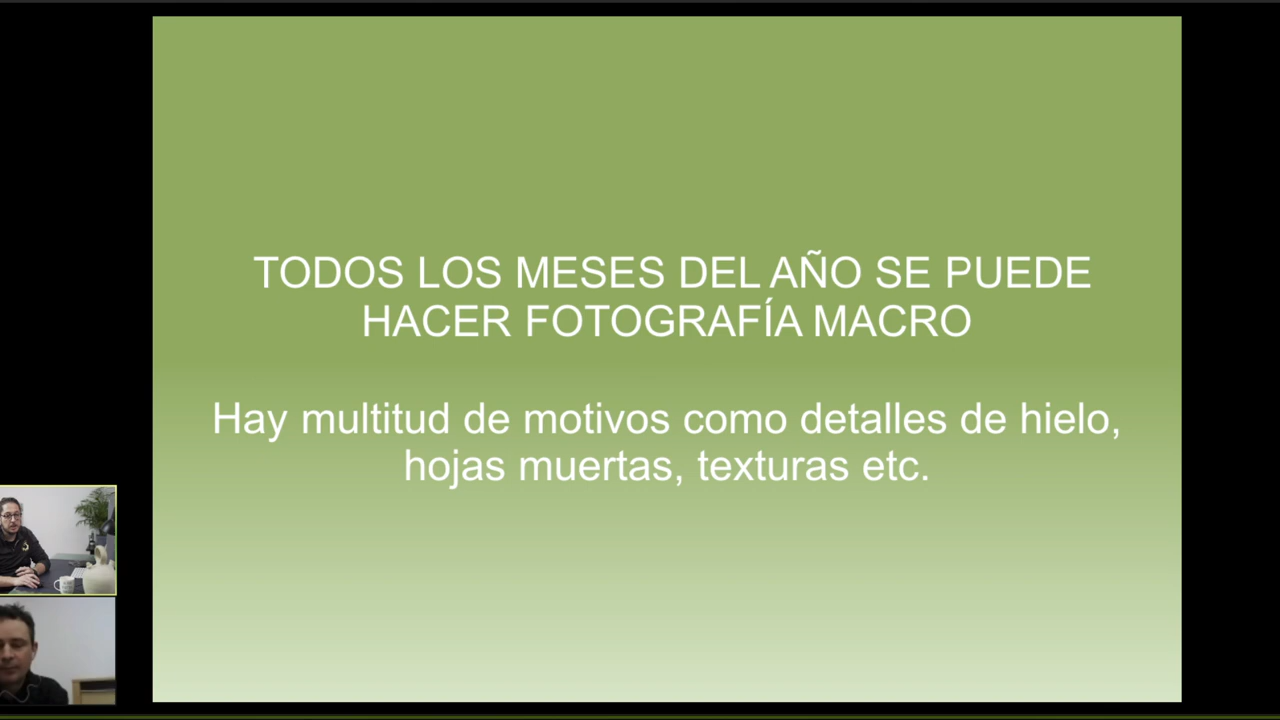 TODOS LOS MESES DEL AÑO SE PUEDE
HACER FOTOGRAFÍA MACRO
Hay multitud de motivos como detalles de hielo,
hojas muertas, texturas etc.